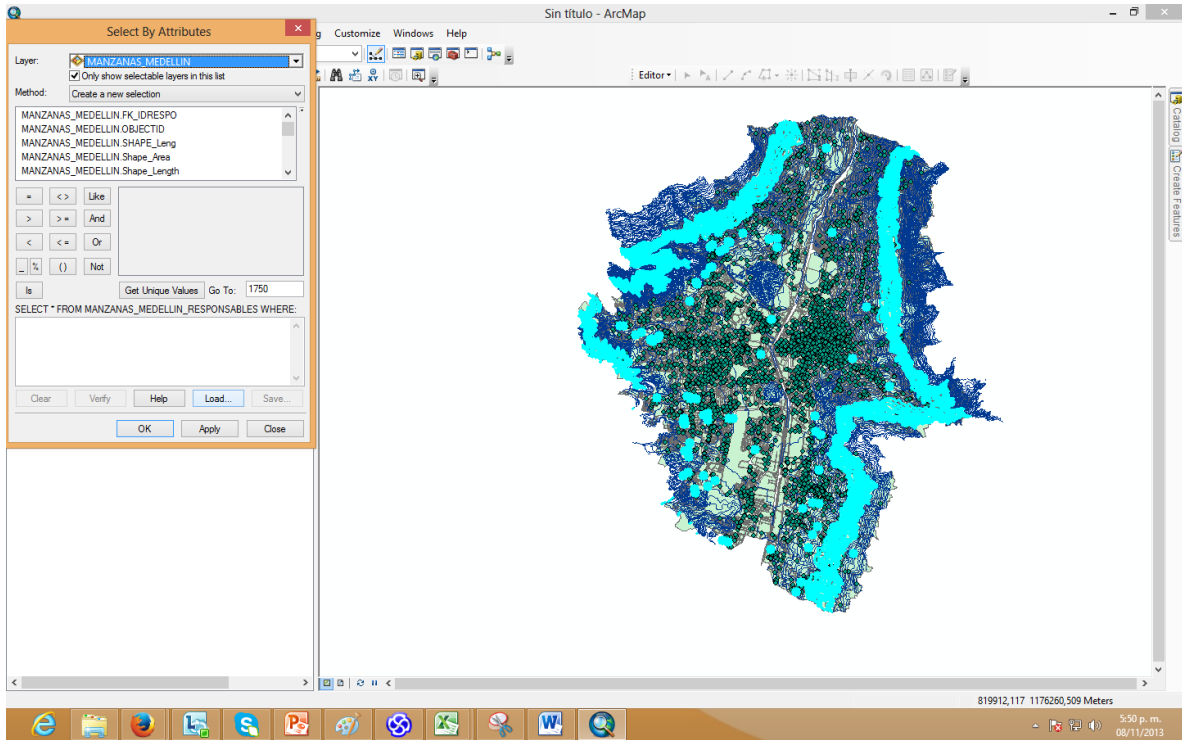 Sin título - ArcMap
Select By Attributes
Customize Windows Help
Layer: MANZANAS_MEDELLIN
Only show selectable layers in this list
Method: Create a new selection
MANZANAS_MEDELLIN.FK_IDRESPO
MANZANAS_MEDELLIN.OBJECTID
MANZANAS_MEDELLIN.SHAPE_Leng
MANZANAS_MEDELLIN.Shape_Area
MANZANAS_MEDELLIN.Shape_Length
= <> Like
> > = And
< < = Or
_ % () Not
Is Get Unique Values Go To: 1750
SELECT * FROM MANZANAS_MEDELLIN_RESPONSABLES WHERE:
Clear Verify Help Load... Save...
OK Apply Close
Editor
Catalog
Create Features
819912,117 1176260,509 Meters
5:50 p. m.
08/11/2013